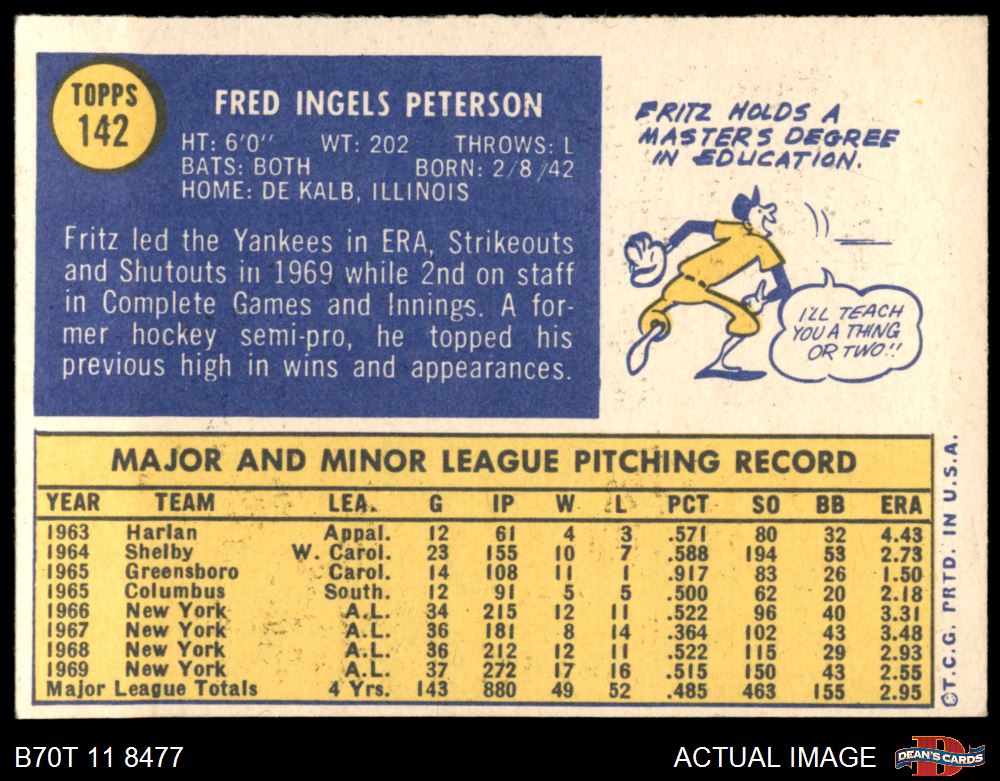 TOPPS
142
FRED INGELS PETERSON
HT: 6'0'' WT: 202 THROWS: L
BATS: BOTH BORN: 2/8/42
HOME: DE KALB, ILLINOIS
Fritz led the Yankees in ERA, Strikeouts
and Shutouts in 1969 while 2nd on staff
in Complete Games and Innings. A for-
mer hockey semi-pro, he topped his
previous high in wins and appearances.
FRITZ HOLDS A
MASTERS DEGREE
IN EDUCATION.
I'LL TEACH
YOU A THING
OR TWO!!
MAJOR AND MINOR LEAGUE PITCHING RECORD
YEAR TEAM LEA. G IP W L PCT SO BB ERA
1963 Harlan Appal. 12 61 4 3 .571 80 32 4.43
1964 Shelby W. Carol. 23 155 10 7 .588 194 53 2.73
1965 Greensboro Carol. 14 108 11 1 .917 83 26 1.50
1965 Columbus South. 12 91 5 5 .500 62 20 2.18
1966 New York A.L. 34 215 12 11 .522 96 40 3.31
1967 New York A.L. 36 181 8 14 .364 102 43 3.48
1968 New York A.L. 36 212 12 11 .522 115 29 2.93
1969 New York A.L. 37 272 17 16 .515 150 43 2.55
Major League Totals 4 Yrs. 143 880 49 52 .485 463 155 2.95
©T.C.G. PRTD. IN U.S.A.
B70T 11 8477
ACTUAL IMAGE
D
DEAN'S CARDS